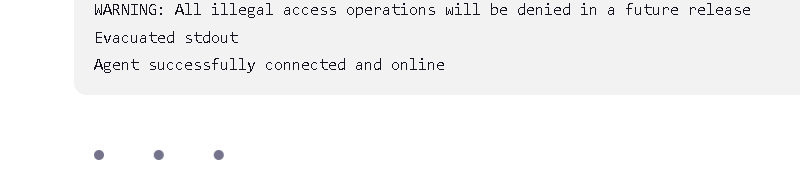 WARNING: All illegal access operations will be denied in a future release
Evacuated stdout
Agent successfully connected and online